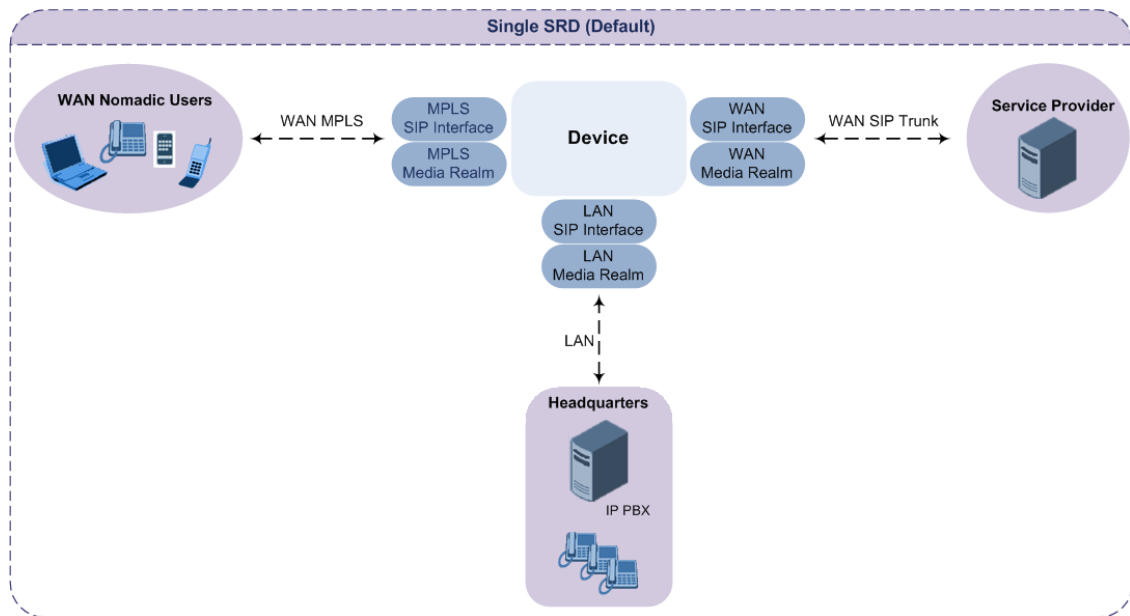 Single SRD (Default)
WAN Nomadic Users
WAN MPLS
MPLS
SIP Interface
MPLS
Media Realm
Device
WAN
SIP Interface
WAN
Media Realm
WAN SIP Trunk
Service Provider
LAN
SIP Interface
LAN
Media Realm
LAN
Headquarters
IP PBX